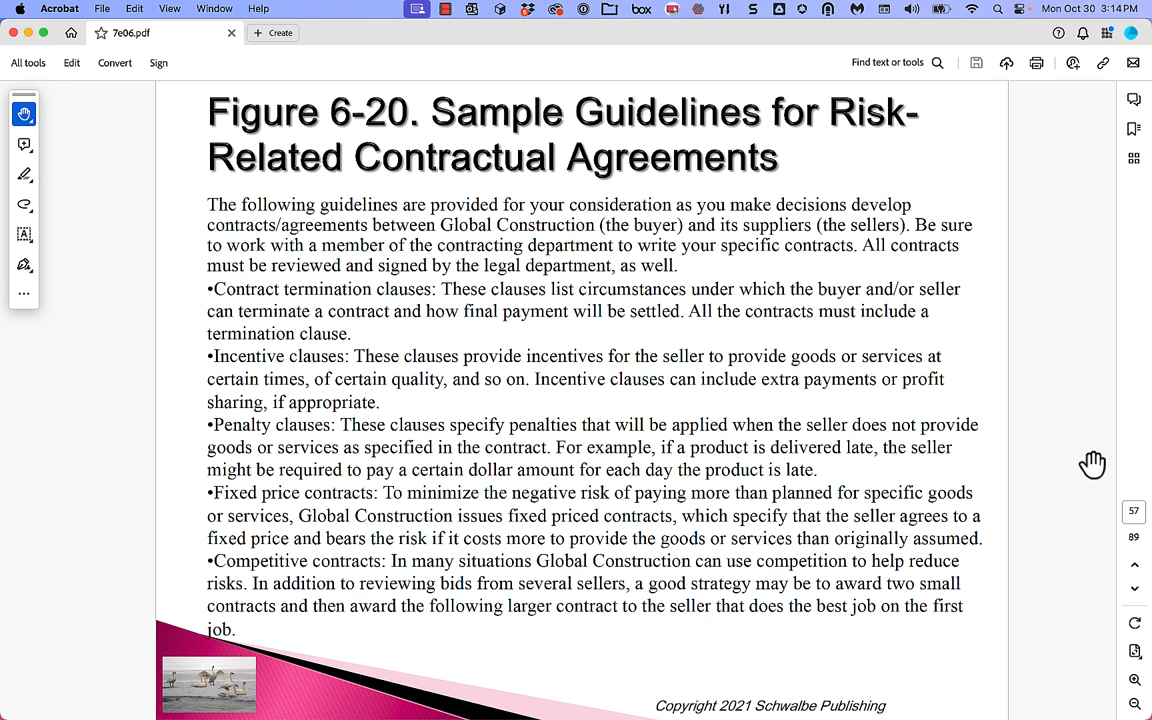 Acrobat File Edit View Window Help
box
Mon Oct 30 3:14 PM
7e06.pdf
+ Create
All tools Edit Convert Sign
Find text or tools
Figure 6-20. Sample Guidelines for Risk-
Related Contractual Agreements
The following guidelines are provided for your consideration as you make decisions develop
contracts/agreements between Global Construction (the buyer) and its suppliers (the sellers). Be sure
to work with a member of the contracting department to write your specific contracts. All contracts
must be reviewed and signed by the legal department, as well.
•Contract termination clauses: These clauses list circumstances under which the buyer and/or seller
can terminate a contract and how final payment will be settled. All the contracts must include a
termination clause.
•Incentive clauses: These clauses provide incentives for the seller to provide goods or services at
certain times, of certain quality, and so on. Incentive clauses can include extra payments or profit
sharing, if appropriate.
•Penalty clauses: These clauses specify penalties that will be applied when the seller does not provide
goods or services as specified in the contract. For example, if a product is delivered late, the seller
might be required to pay a certain dollar amount for each day the product is late.
•Fixed price contracts: To minimize the negative risk of paying more than planned for specific goods
or services, Global Construction issues fixed priced contracts, which specify that the seller agrees to a
fixed price and bears the risk if it costs more to provide the goods or services than originally assumed.
•Competitive contracts: In many situations Global Construction can use competition to help reduce
risks. In addition to reviewing bids from several sellers, a good strategy may be to award two small
contracts and then award the following larger contract to the seller that does the best job on the first
job.
Copyright 2021 Schwalbe Publishing
57
89